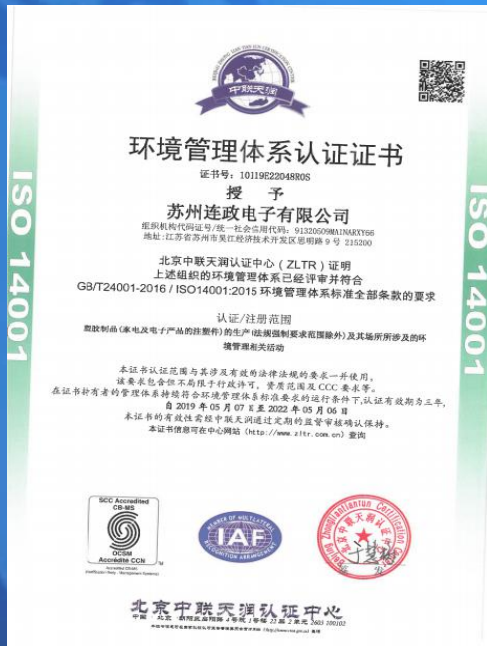 中联天润
环境管理体系认证证书
证书号: 10119E22048R0S
授 予
苏州连政电子有限公司
组织机构代码证号/统一社会信用代码: 91320509MA1NARXY66
地址:江苏省苏州市吴江经济技术开发区思明路 9 号 215200
北京中联天润认证中心（ZLTR）证明
上述组织的环境管理体系已经评审并符合
GB/T24001-2016 / ISO14001:2015 环境管理体系标准全部条款的要求
认证/注册范围
塑胶制品（家电及电子产品的注塑件）的生产(法规强制要求范围除外)及其场所所涉及的环
境管理相关活动
本证书认证范围与其涉及有效的法律法规的要求一并使用。
该要求包含但不局限于行政许可，资质范围及 CCC 要求等。
在证书持有者的管理体系持续符合环境管理体系标准要求的运行条件下,认证有效期为三年,
自 2019 年 05 月 07 日至 2022 年 05 月 06 日
本证书的有效性需经中联天润通过定期的监督审核确认保持。
本证书信息可在中心网站（http://www.zltr.com.cn）查询
ISO 14001
ISO 14001
SCC Accredited
CB-MS
OCSM
Accrédité CCN
MEMBER OF MULTILATERAL
IAF
RECOGNITION ARRANGEMENT
北京中联天润认证中心